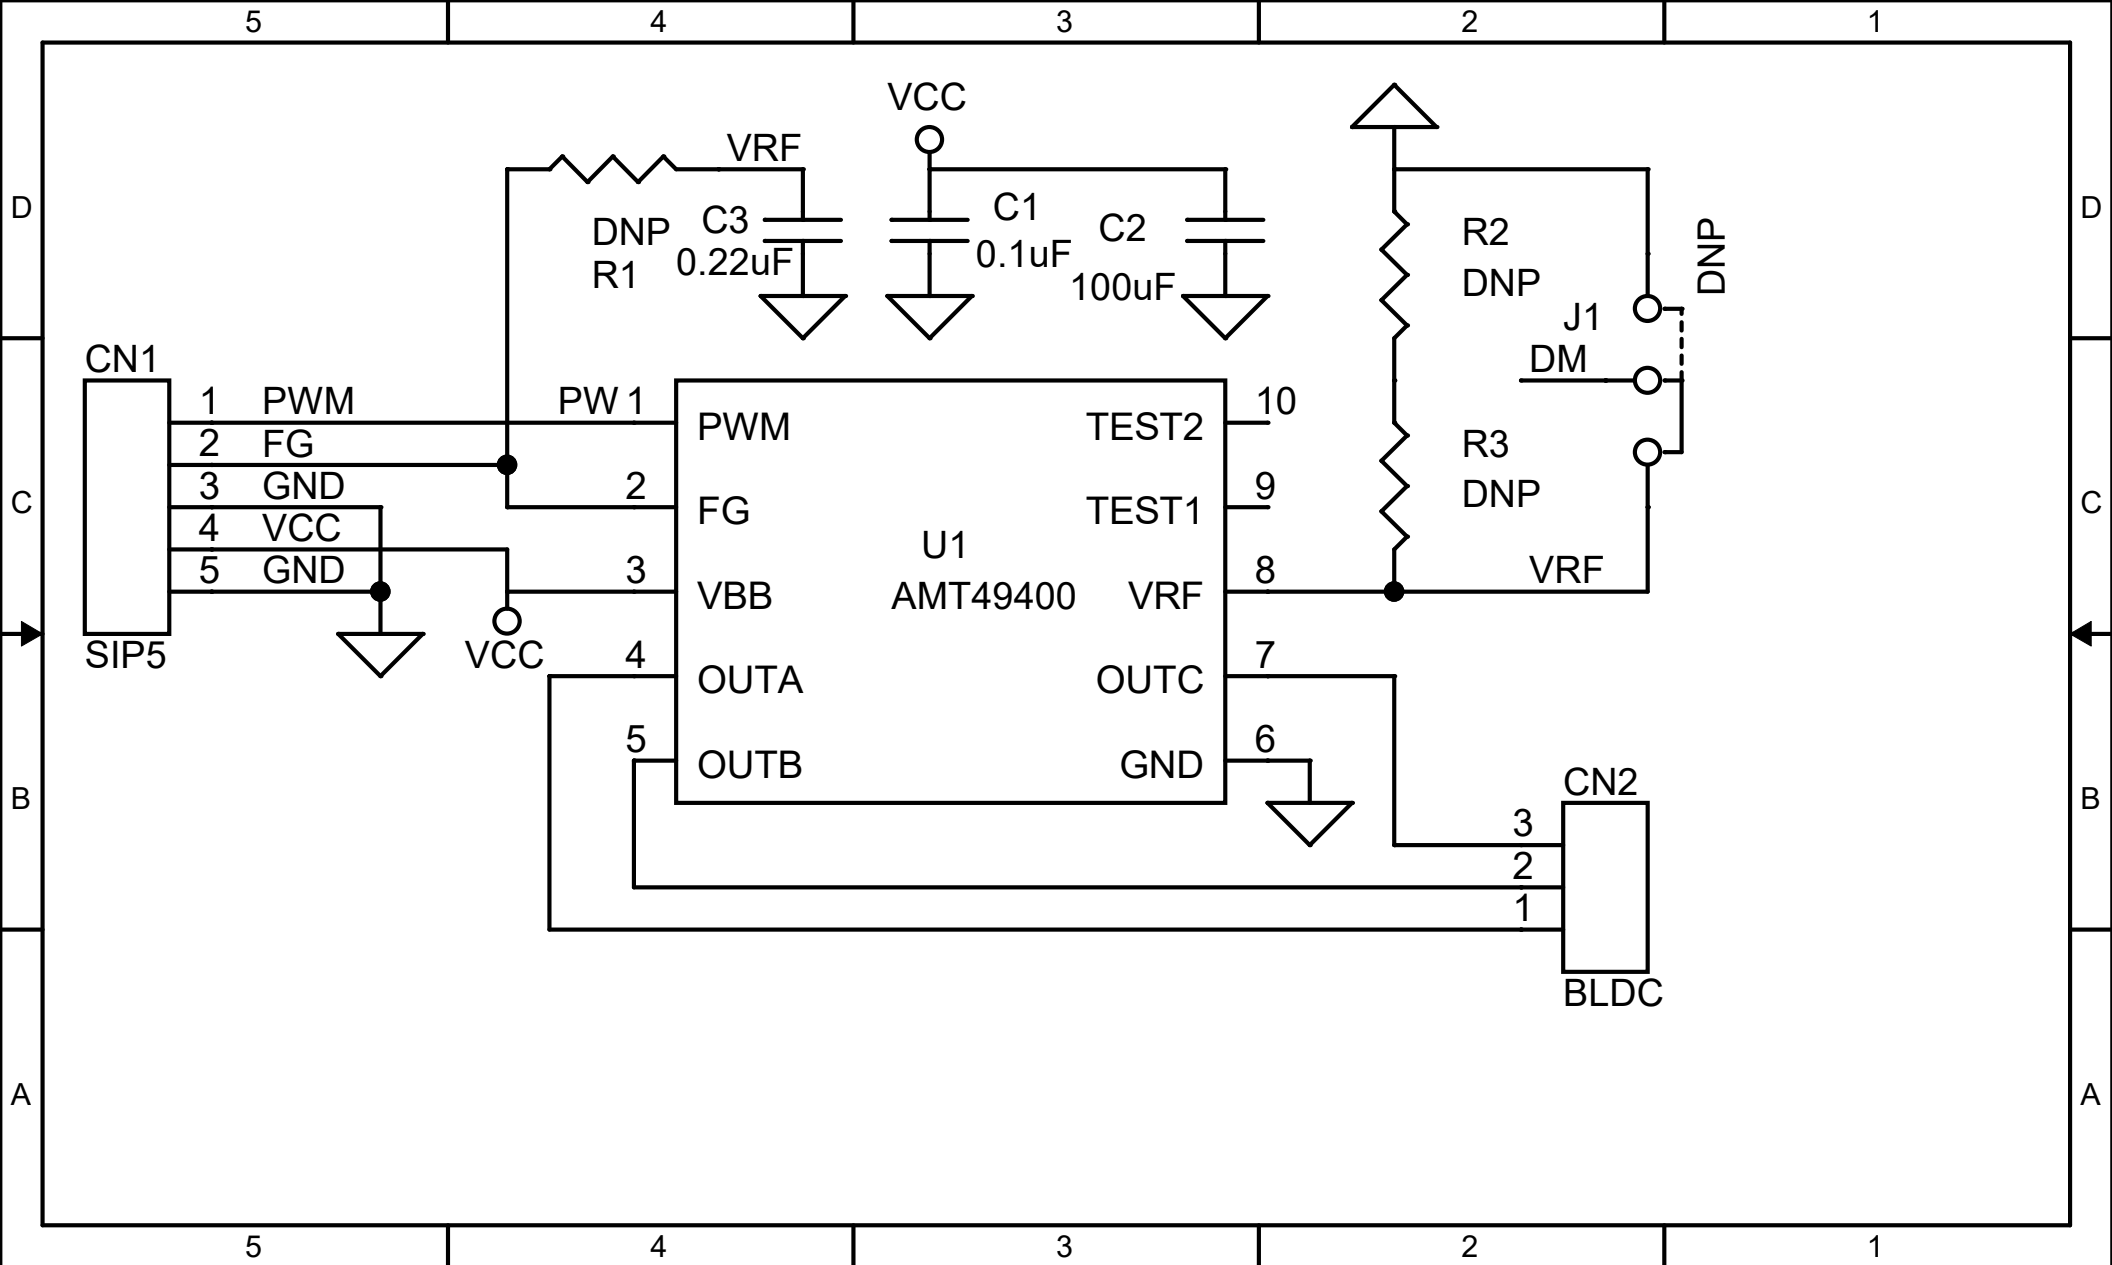 5 4 3 2 1
VCC
VRF
D D
DNP C3 C1 C2 R2 DNP
R1 0.22uF 0.1uF 100uF DNP
J1
DM
CN1
1 PWM PW 1 PWM TEST2 10
2 FG
R3
3 GND 2 FG TEST1 9
DNP
C C
4 VCC
U1
5 GND 3 VBB AMT49400 VRF 8 VRF
SIP5 VCC 4 OUTA OUTC 7
5 OUTB GND 6
CN2
B B
3
2
1
BLDC
A A
5 4 3 2 1